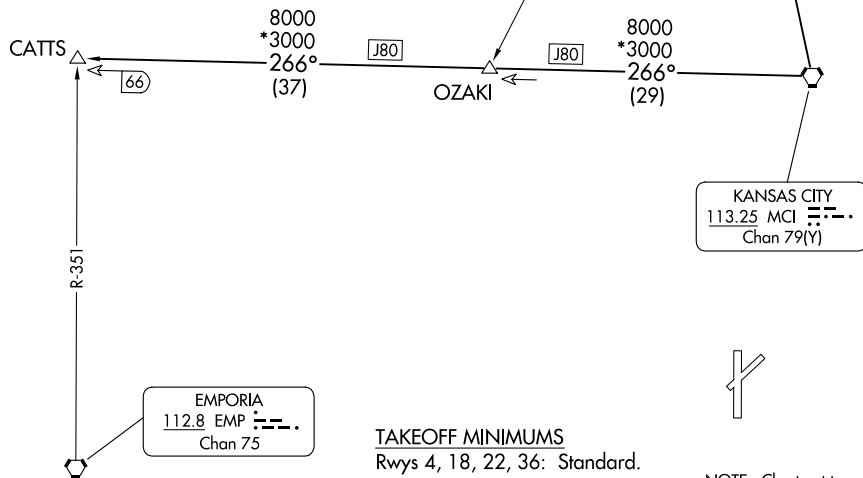 8000
*3000
266°
(37)
J80
8000
*3000
266°
(29)
J80
CATTS
66
OZAKI
KANSAS CITY
113.25 MCI
Chan 79(Y)
R-351
EMPORIA
112.8 EMP
Chan 75
TAKEOFF MINIMUMS
Rwys 4, 18, 22, 36: Standard.